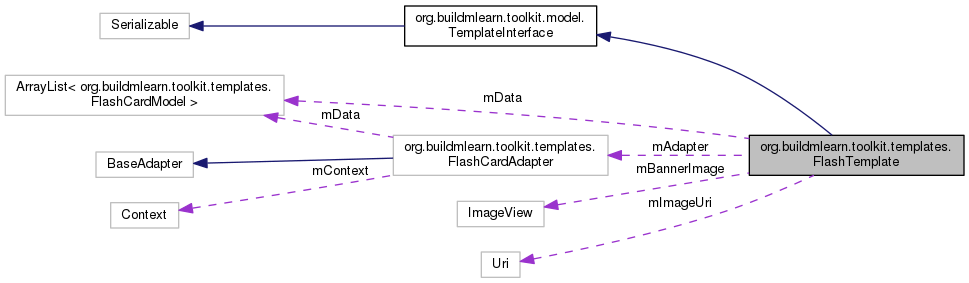 Serializable
org.buildmlearn.toolkit.model.
TemplateInterface
ArrayList< org.buildmlearn.toolkit.templates.
FlashCardModel >
mData
mData
org.buildmlearn.toolkit.templates.
FlashCardAdapter
mAdapter
org.buildmlearn.toolkit.templates.
FlashTemplate
BaseAdapter
mContext
mBannerImage
Context
ImageView
mImageUri
Uri